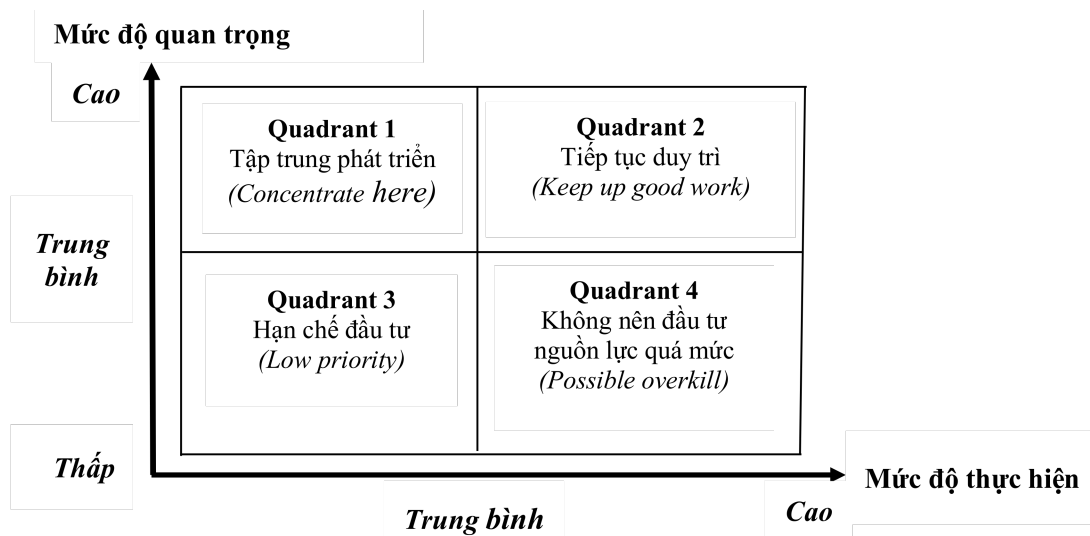 Mức độ quan trọng
Cao
Quadrant 1
Tập trung phát triển
(Concentrate here)
Quadrant 2
Tiếp tục duy trì
(Keep up good work)
Trung
bình
Quadrant 3
Hạn chế đầu tư
(Low priority)
Quadrant 4
Không nên đầu tư
nguồn lực quá mức
(Possible overkill)
Thấp
Mức độ thực hiện
Trung bình
Cao